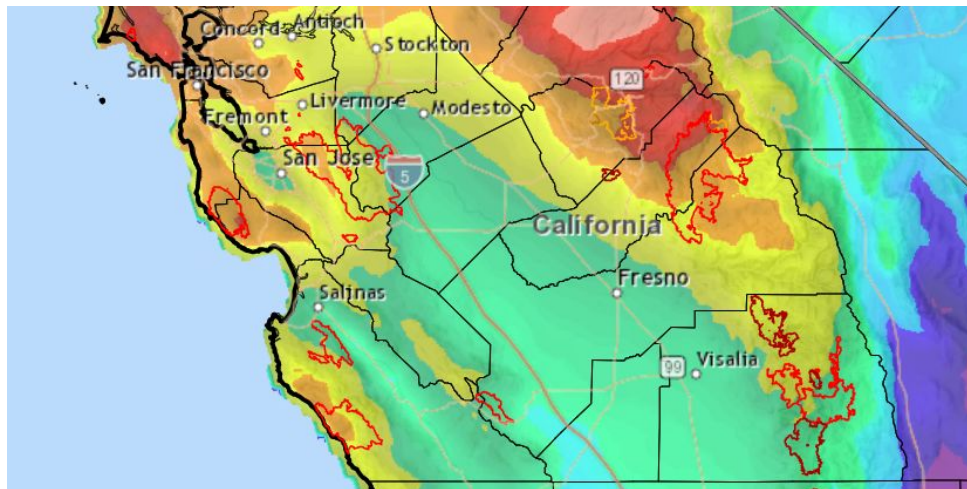 Concord
Antioch
Stockton
San Francisco
120
Livermore
Modesto
Fremont
San Jose
5
California
Fresno
Salinas
99
Visalia